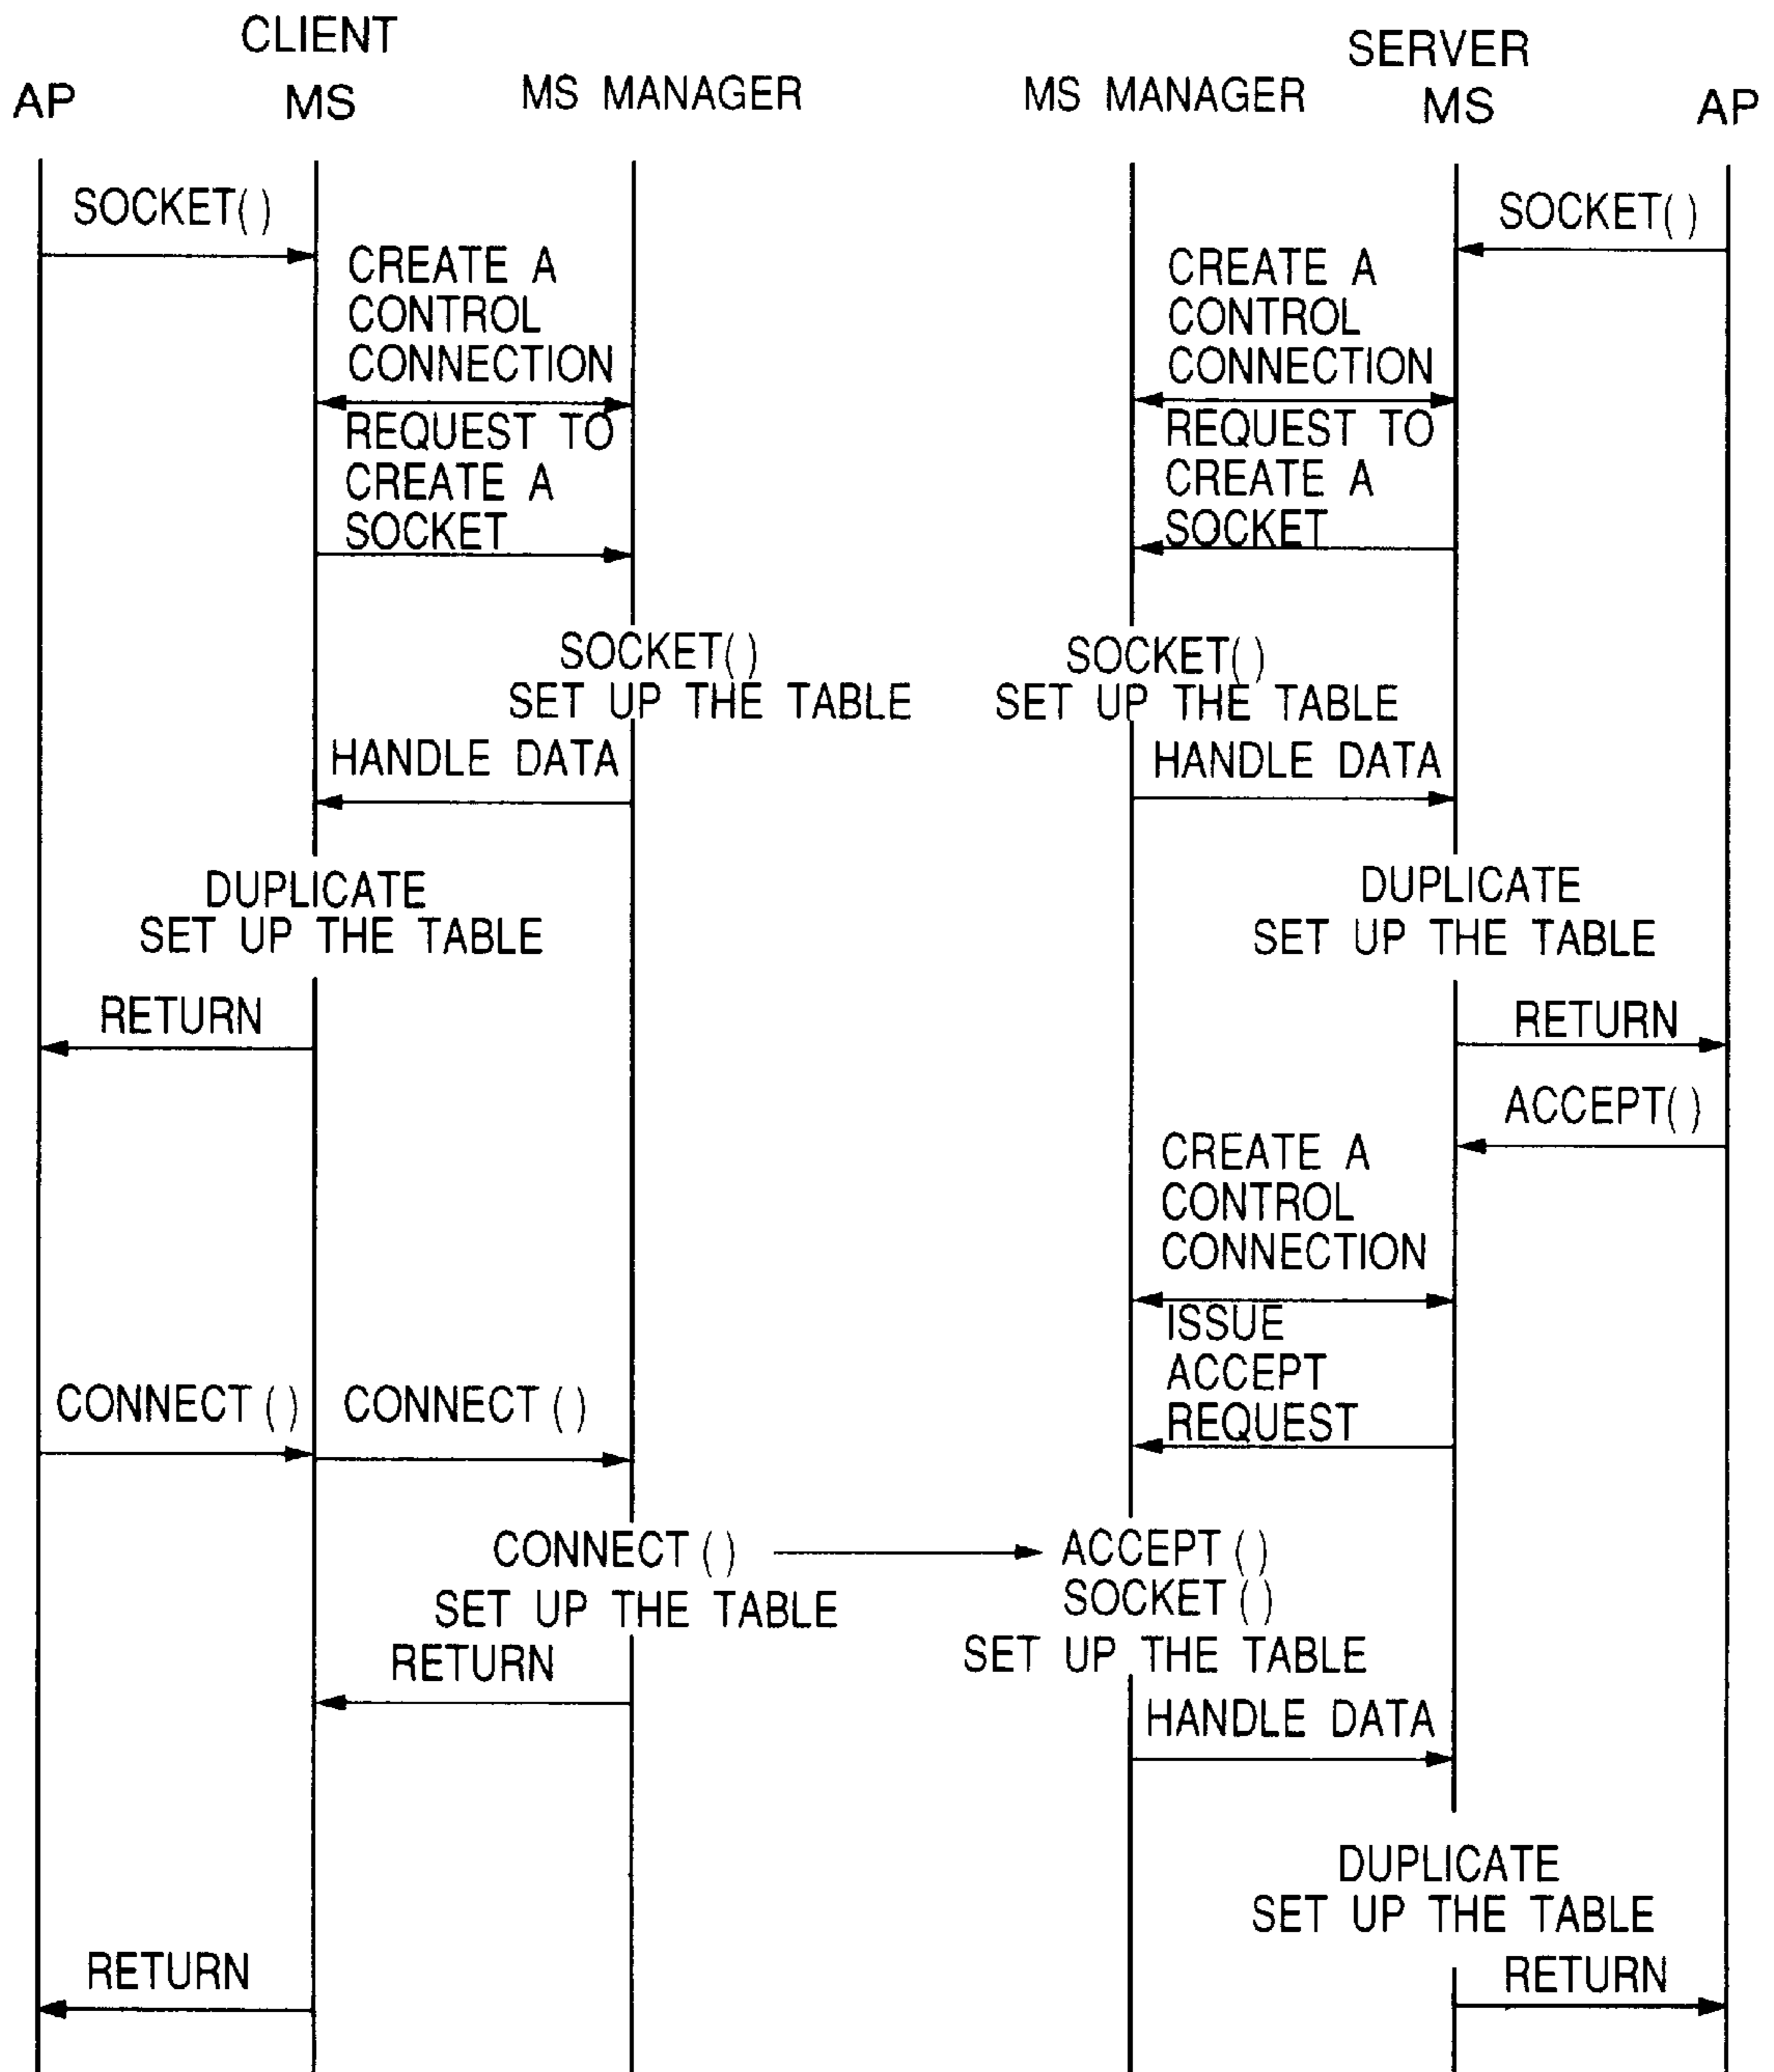 CLIENT
SERVER
AP
MS
MS MANAGER
MS MANAGER
MS
AP
SOCKET()
SOCKET()
CREATE A
CONTROL
CONNECTION
CREATE A
CONTROL
CONNECTION
REQUEST TO
CREATE A
SOCKET
REQUEST TO
CREATE A
SOCKET
SOCKET()
SET UP THE TABLE
SOCKET()
SET UP THE TABLE
HANDLE DATA
HANDLE DATA
DUPLICATE
SET UP THE TABLE
DUPLICATE
SET UP THE TABLE
RETURN
RETURN
ACCEPT()
CREATE A
CONTROL
CONNECTION
ISSUE
ACCEPT
REQUEST
CONNECT()
CONNECT()
CONNECT()
SET UP THE TABLE
ACCEPT()
SOCKET()
SET UP THE TABLE
RETURN
HANDLE DATA
DUPLICATE
SET UP THE TABLE
RETURN
RETURN